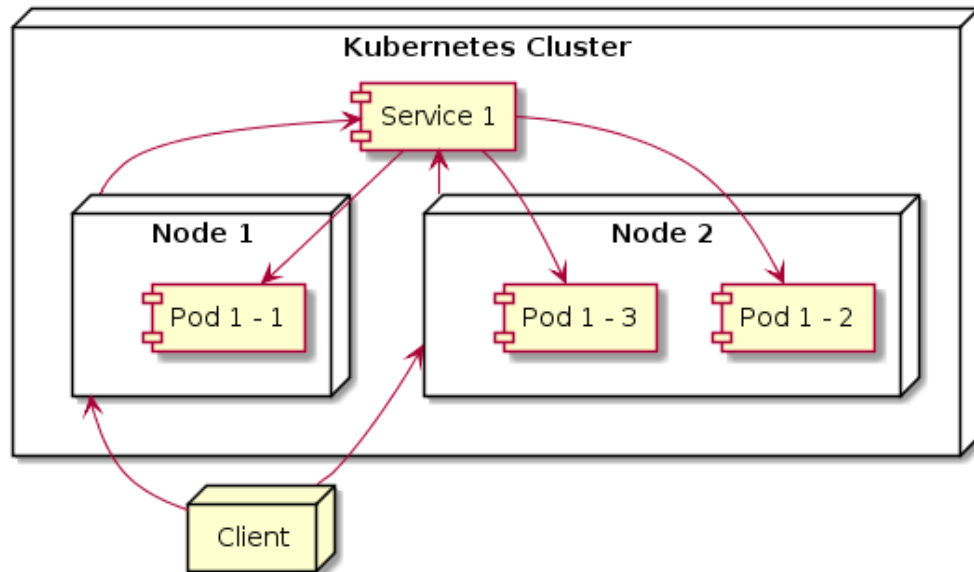 Kubernetes Cluster
Service 1
Node 1
Node 2
Pod 1 - 1
Pod 1 - 3
Pod 1 - 2
Client